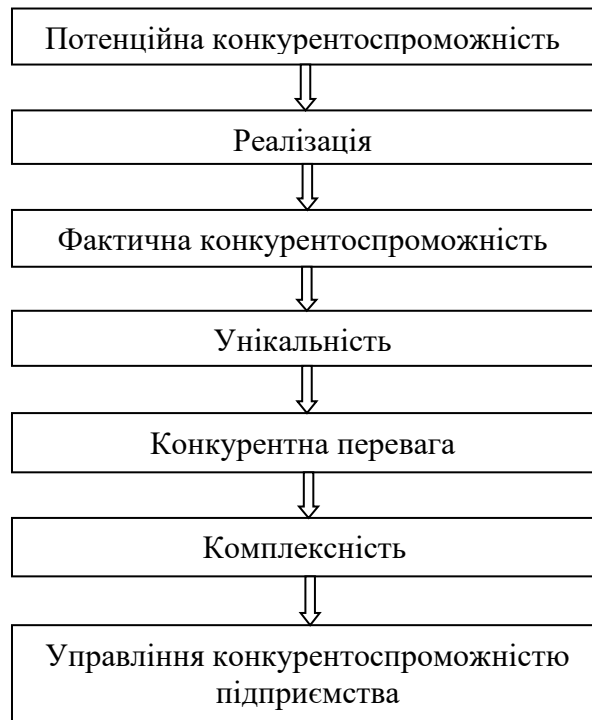 Потенційна конкурентоспроможність
Реалізація
Фактична конкурентоспроможність
Унікальність
Конкурентна перевага
Комплексність
Управління конкурентоспроможністю
підприємства